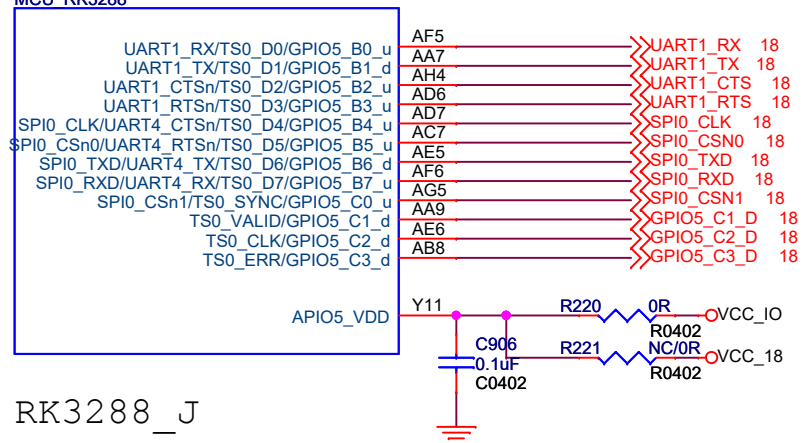 MCU RK3288
UART1_RX/TS0_D0/GPIO5_B0_u AF5 UART1_RX 18
UART1_TX/TS0_D1/GPIO5_B1_d AA7 UART1_TX 18
UART1_CTSn/TS0_D2/GPIO5_B2_u AH4 UART1_CTS 18
UART1_RTSn/TS0_D3/GPIO5_B3_u AD6 UART1_RTS 18
SPI0_CLK/UART4_CTSn/TS0_D4/GPIO5_B4_u AD7 SPI0_CLK 18
SPI0_CSn0/UART4_RTSn/TS0_D5/GPIO5_B5_u AC7 SPI0_CSN0 18
SPI0_TXD/UART4_TX/TS0_D6/GPIO5_B6_d AE5 SPI0_TXD 18
SPI0_RXD/UART4_RX/TS0_D7/GPIO5_B7_u AF6 SPI0_RXD 18
SPI0_CSn1/TS0_SYNC/GPIO5_C0_u AG5 SPI0_CSN1 18
TS0_VALID/GPIO5_C1_d AA9 GPIO5_C1_D 18
TS0_CLK/GPIO5_C2_d AE6 GPIO5_C2_D 18
TS0_ERR/GPIO5_C3_d AB8 GPIO5_C3_D 18
APIO5_VDD Y11 R220 0R VCC_IO
R0402
C906 R221 NC/0R VCC_18
0.1uF R0402
C0402
RK3288_J